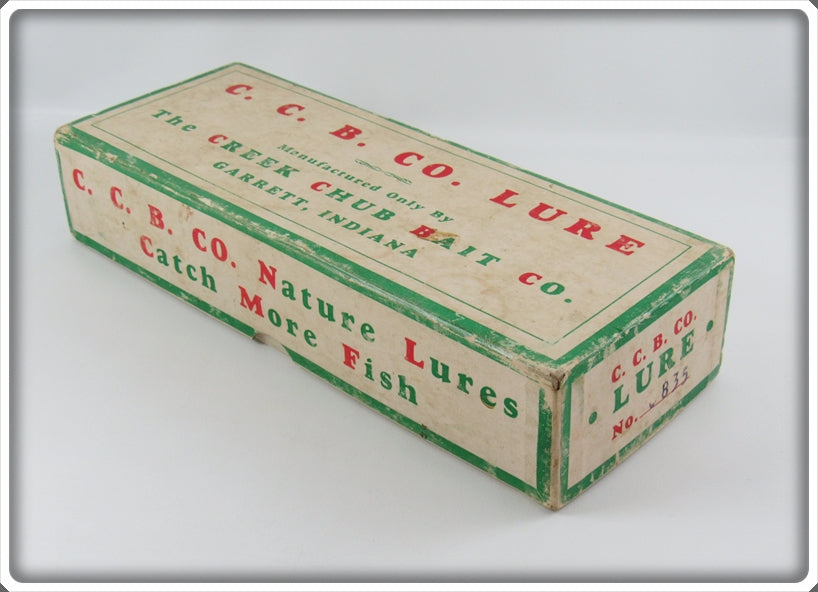 C. C. B. CO. LURE
Manufactured Only By
The CREEK CHUB BAIT CO.
GARRETT, INDIANA
C. C. B. CO. Nature Lures
Catch More Fish
C. C. B. CO.
• LURE •
No. 835